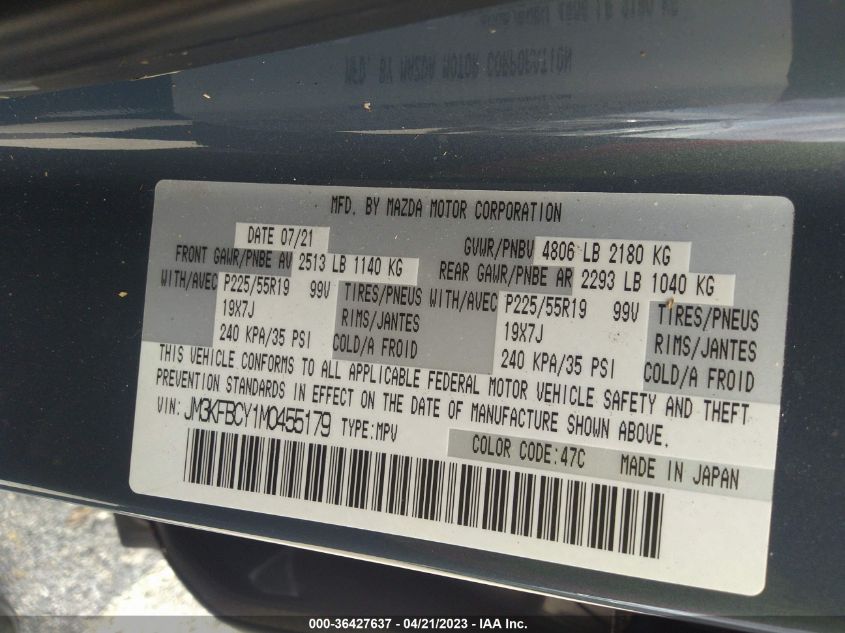 MFD. BY MAZDA MOTOR CORPORATION
DATE 07/21 GVWR/PNBV 4806 LB 2180 KG
FRONT GAWR/PNBE AV 2513 LB 1140 KG REAR GAWR/PNBE AR 2293 LB 1040 KG
WITH/AVEC P225/55R19 99V TIRES/PNEUS WITH/AVEC P225/55R19 99V TIRES/PNEUS
19X7J RIMS/JANTES 19X7J RIMS/JANTES
240 KPA/35 PSI COLD/A FROID 240 KPA/35 PSI COLD/A FROID
THIS VEHICLE CONFORMS TO ALL APPLICABLE FEDERAL MOTOR VEHICLE SAFETY AND THEFT
PREVENTION STANDARDS IN EFFECT ON THE DATE OF MANUFACTURE SHOWN ABOVE.
VIN: JM3KFBCY1M0455179 TYPE:MPV
COLOR CODE:47C MADE IN JAPAN
000-36427637 - 04/21/2023 - IAA Inc.